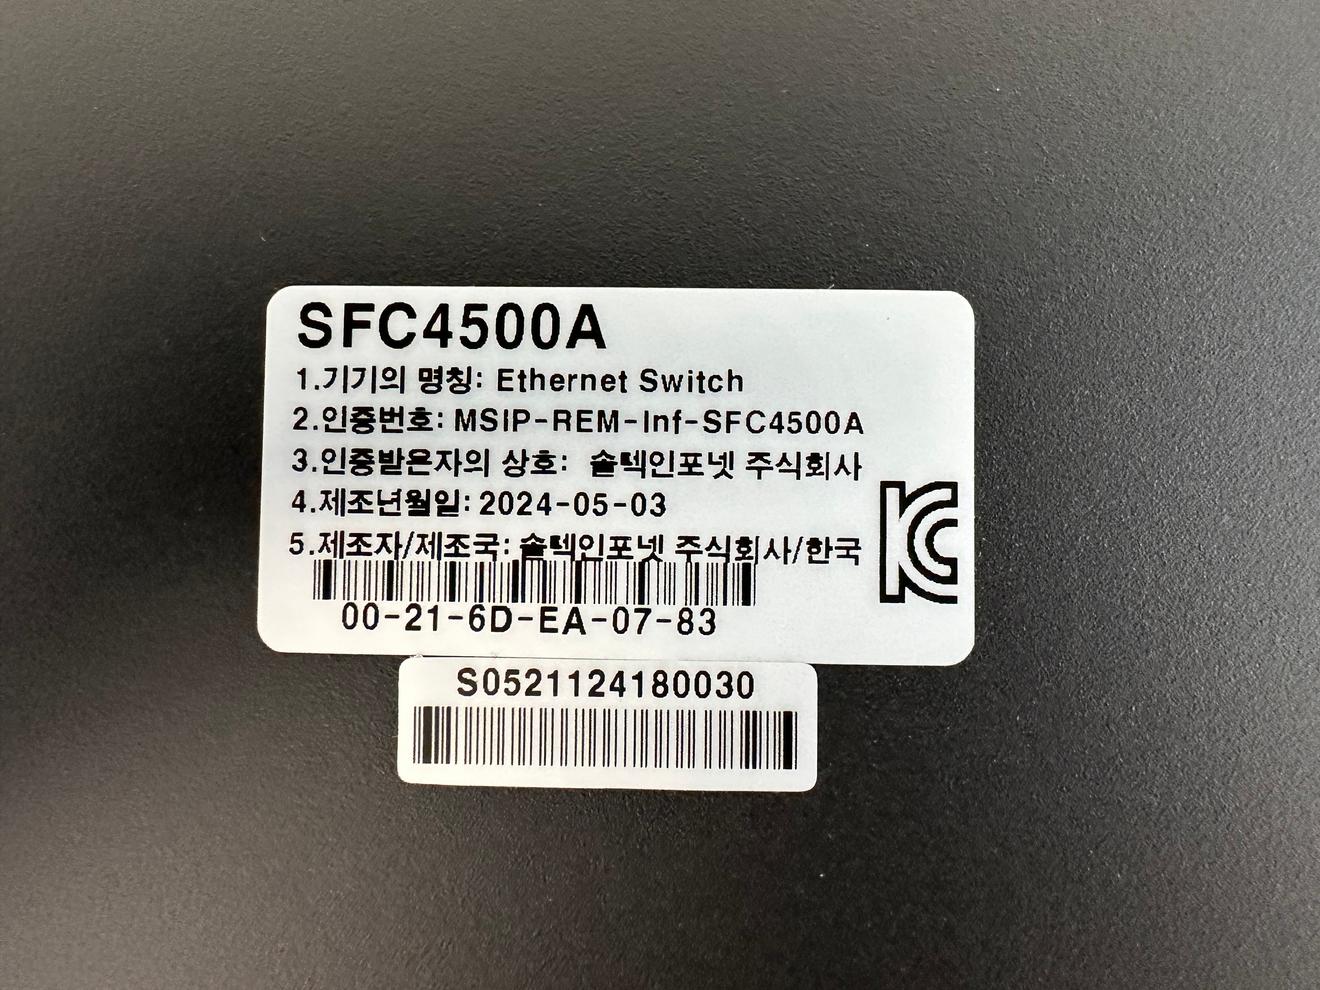 SFC4500A
1.기기의 명칭: Ethernet Switch
2.인증번호: MSIP-REM-Inf-SFC4500A
3.인증받은자의 상호: 솔텍인포넷 주식회사
4.제조년월일: 2024-05-03
5.제조자/제조국: 솔텍인포넷 주식회사/한국
00-21-6D-EA-07-83
S0521124180030